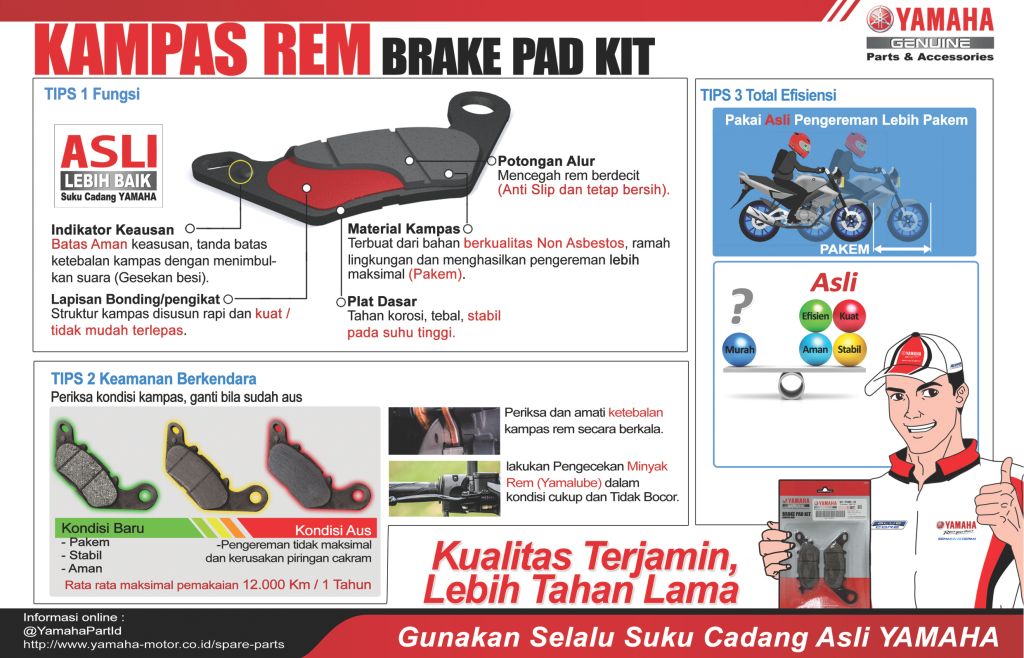 KAMPAS REM BRAKE PAD KIT
YAMAHA
GENUINE
Parts & Accessories
TIPS 1 Fungsi
ASLI
LEBIH BAIK
Suku Cadang YAMAHA
Potongan Alur
Mencegah rem berdecit
(Anti Slip dan tetap bersih).
Indikator Keausan
Batas Aman keasusan, tanda batas
ketebalan kampas dengan menimbul-
kan suara (Gesekan besi).
Material Kampas
Terbuat dari bahan berkualitas Non Asbestos, ramah
lingkungan dan menghasilkan pengereman lebih
maksimal (Pakem).
Lapisan Bonding/pengikat
Struktur kampas disusun rapi dan kuat /
tidak mudah terlepas.
Plat Dasar
Tahan korosi, tebal, stabil
pada suhu tinggi.
TIPS 2 Keamanan Berkendara
Periksa kondisi kampas, ganti bila sudah aus
Kondisi Baru
- Pakem
- Stabil
- Aman
Kondisi Aus
-Pengereman tidak maksimal
dan kerusakan piringan cakram
Rata rata maksimal pemakaian 12.000 Km / 1 Tahun
Periksa dan amati ketebalan
kampas rem secara berkala.
lakukan Pengecekan Minyak
Rem (Yamalube) dalam
kondisi cukup dan Tidak Bocor.
TIPS 3 Total Efisiensi
Pakai Asli Pengereman Lebih Pakem
PAKEM
Asli
?
Efisien
Kuat
Murah
Aman
Stabil
YAMAHA
YAMAHA
YAMAHA
BRAKE PAD KIT
BLUE CORE
YAMAHA
Kualitas Terjamin,
Lebih Tahan Lama
Informasi online :
@YamahaPartId
http://www.yamaha-motor.co.id/spare-parts
Gunakan Selalu Suku Cadang Asli YAMAHA